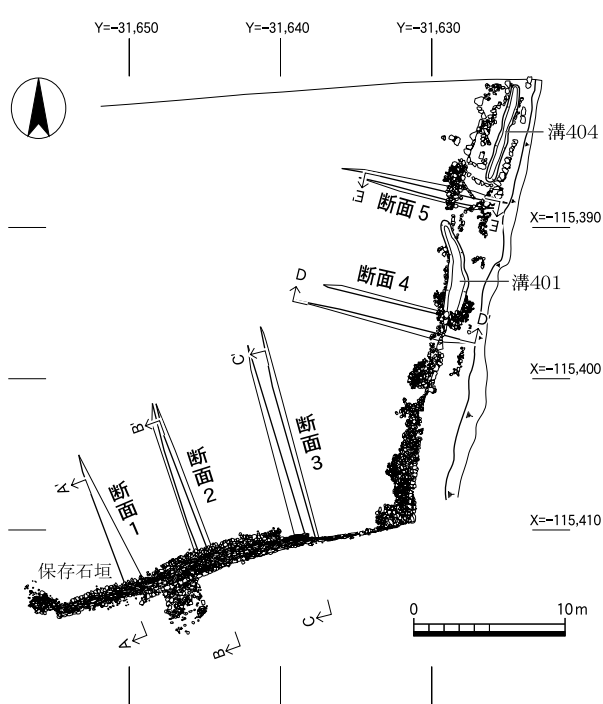 Y=-31,650
Y=-31,640
Y=-31,630
溝404
X=-115,390
E'
断面5
E
溝401
D
断面4
D'
X=-115,400
C'
断面3
B'
断面2
A'
断面1
X=-115,410
保存石垣
A
B
C
0
10m